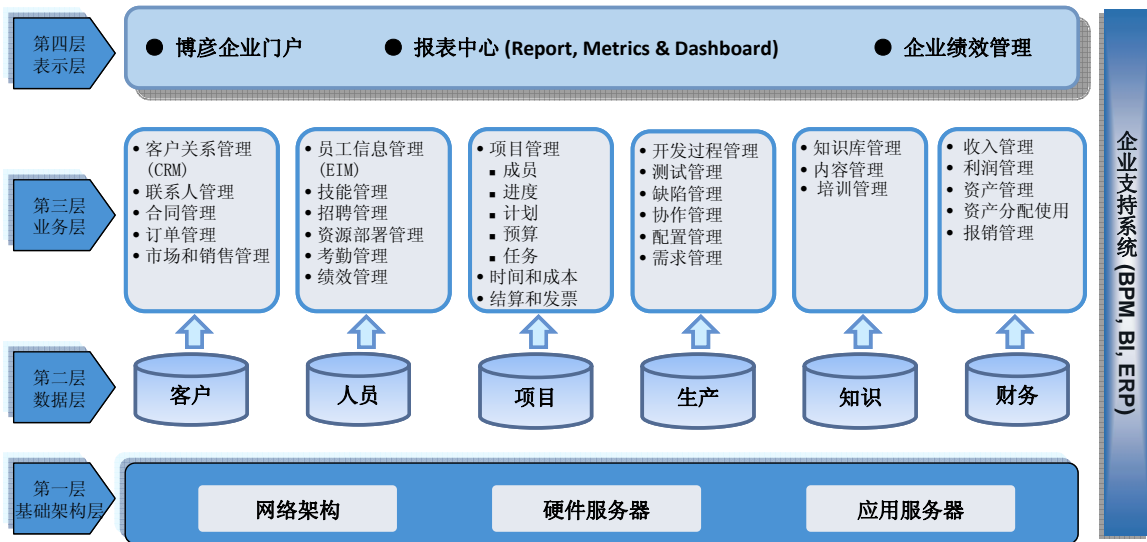 第四层
表示层
● 博彦企业门户
● 报表中心 (Report, Metrics & Dashboard)
● 企业绩效管理
第三层
业务层
• 客户关系管理
(CRM)
• 联系人管理
• 合同管理
• 订单管理
• 市场和销售管理
• 员工信息管理
(EIM)
• 技能管理
• 招聘管理
• 资源部署管理
• 考勤管理
• 绩效管理
• 项目管理
▪ 成员
▪ 进度
▪ 计划
▪ 预算
▪ 任务
• 时间和成本
• 结算和发票
• 开发过程管理
• 测试管理
• 缺陷管理
• 协作管理
• 配置管理
• 需求管理
• 知识库管理
• 内容管理
• 培训管理
• 收入管理
• 利润管理
• 资产管理
• 资产分配使用
• 报销管理
第二层
数据层
客户
人员
项目
生产
知识
财务
第一层
基础架构层
网络架构
硬件服务器
应用服务器
企业支持系统 (BPM, BI, ERP)